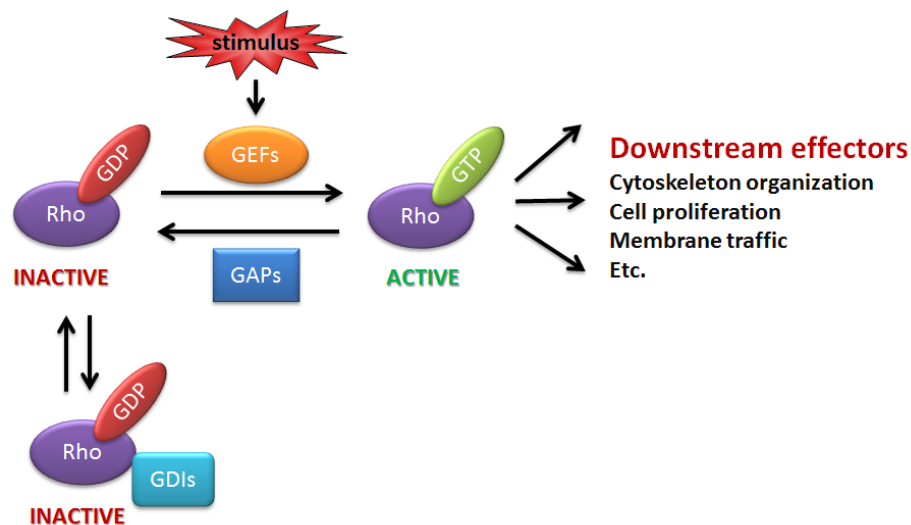 stimulus
GEFs
GDP
Rho
INACTIVE
GAPs
GTP
Rho
ACTIVE
Downstream effectors
Cytoskeleton organization
Cell proliferation
Membrane traffic
Etc.
GDP
Rho
GDIs
INACTIVE